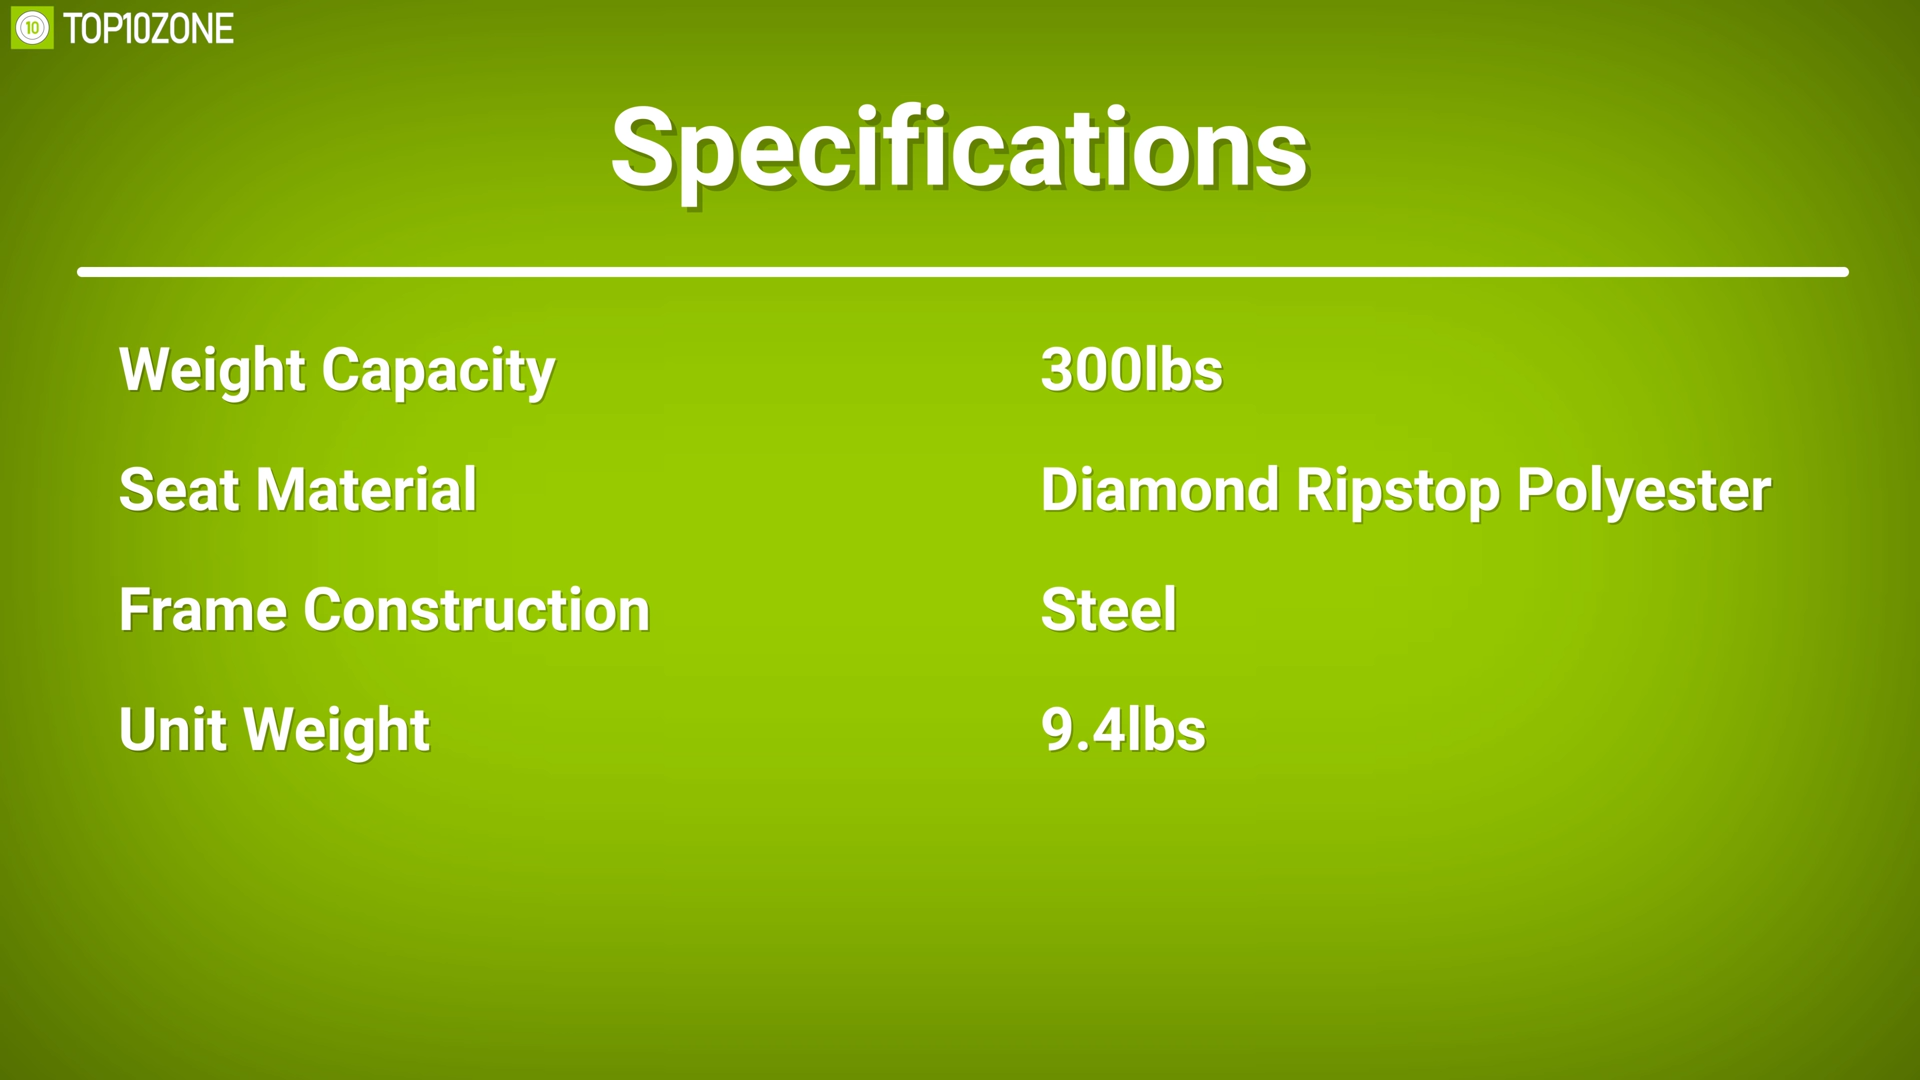 10 TOP10ZONE
Specifications
Weight Capacity 300lbs
Seat Material Diamond Ripstop Polyester
Frame Construction Steel
Unit Weight 9.4lbs